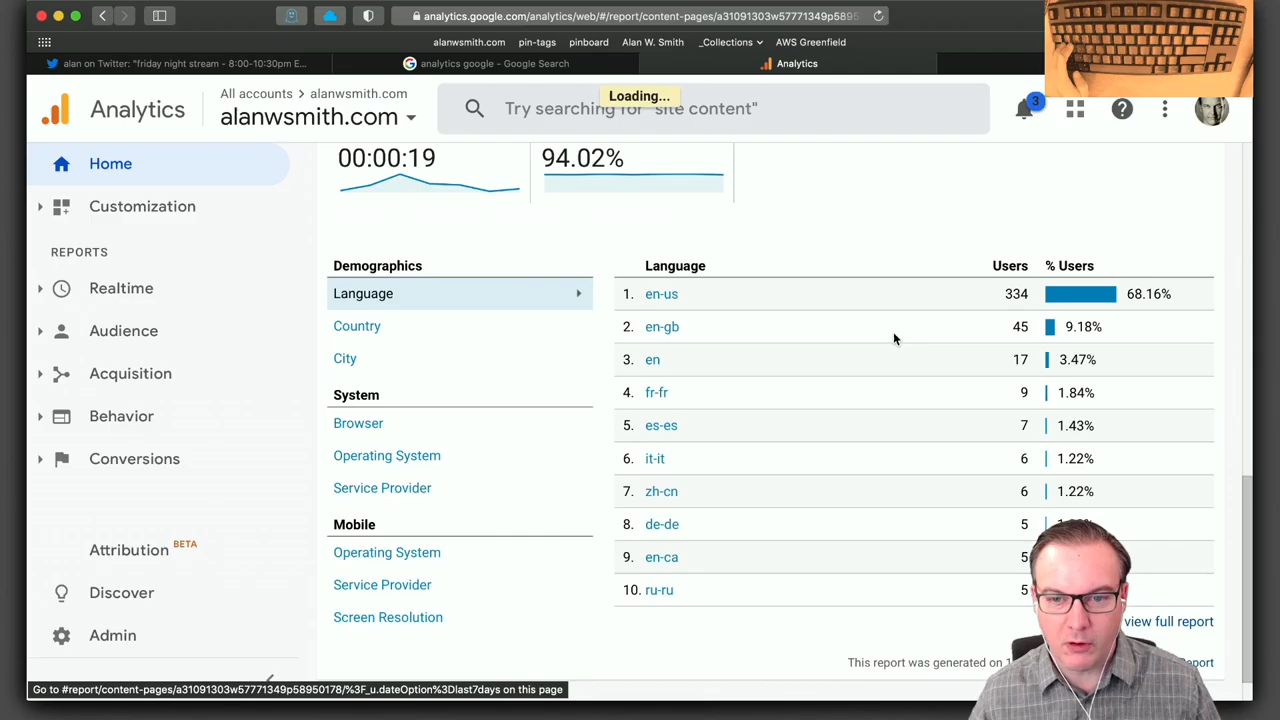 analytics.google.com/analytics/web/#/report/content-pages/a31091303w57771349p5895
alanwsmith.com pin-tags pinboard Alan W. Smith _Collections AWS Greenfield
alan on Twitter: "friday night stream - 8:00-10:30pm E...
analytics google - Google Search
Analytics
Analytics
All accounts > alanwsmith.com
alanwsmith.com
Loading...
Try searching for "site content"
3
Home
Customization
REPORTS
Realtime
Audience
Acquisition
Behavior
Conversions
Attribution BETA
Discover
Admin
00:00:19
94.02%
Demographics
Language
Country
City
System
Browser
Operating System
Service Provider
Mobile
Operating System
Service Provider
Screen Resolution
Language Users % Users
1. en-us 334 68.16%
2. en-gb 45 9.18%
3. en 17 3.47%
4. fr-fr 9 1.84%
5. es-es 7 1.43%
6. it-it 6 1.22%
7. zh-cn 6 1.22%
8. de-de 5
9. en-ca 5
10. ru-ru 5
view full report
This report was generated on
Go to #report/content-pages/a31091303w57771349p58950178/%3F_u.dateOption%3Dlast7days on this page